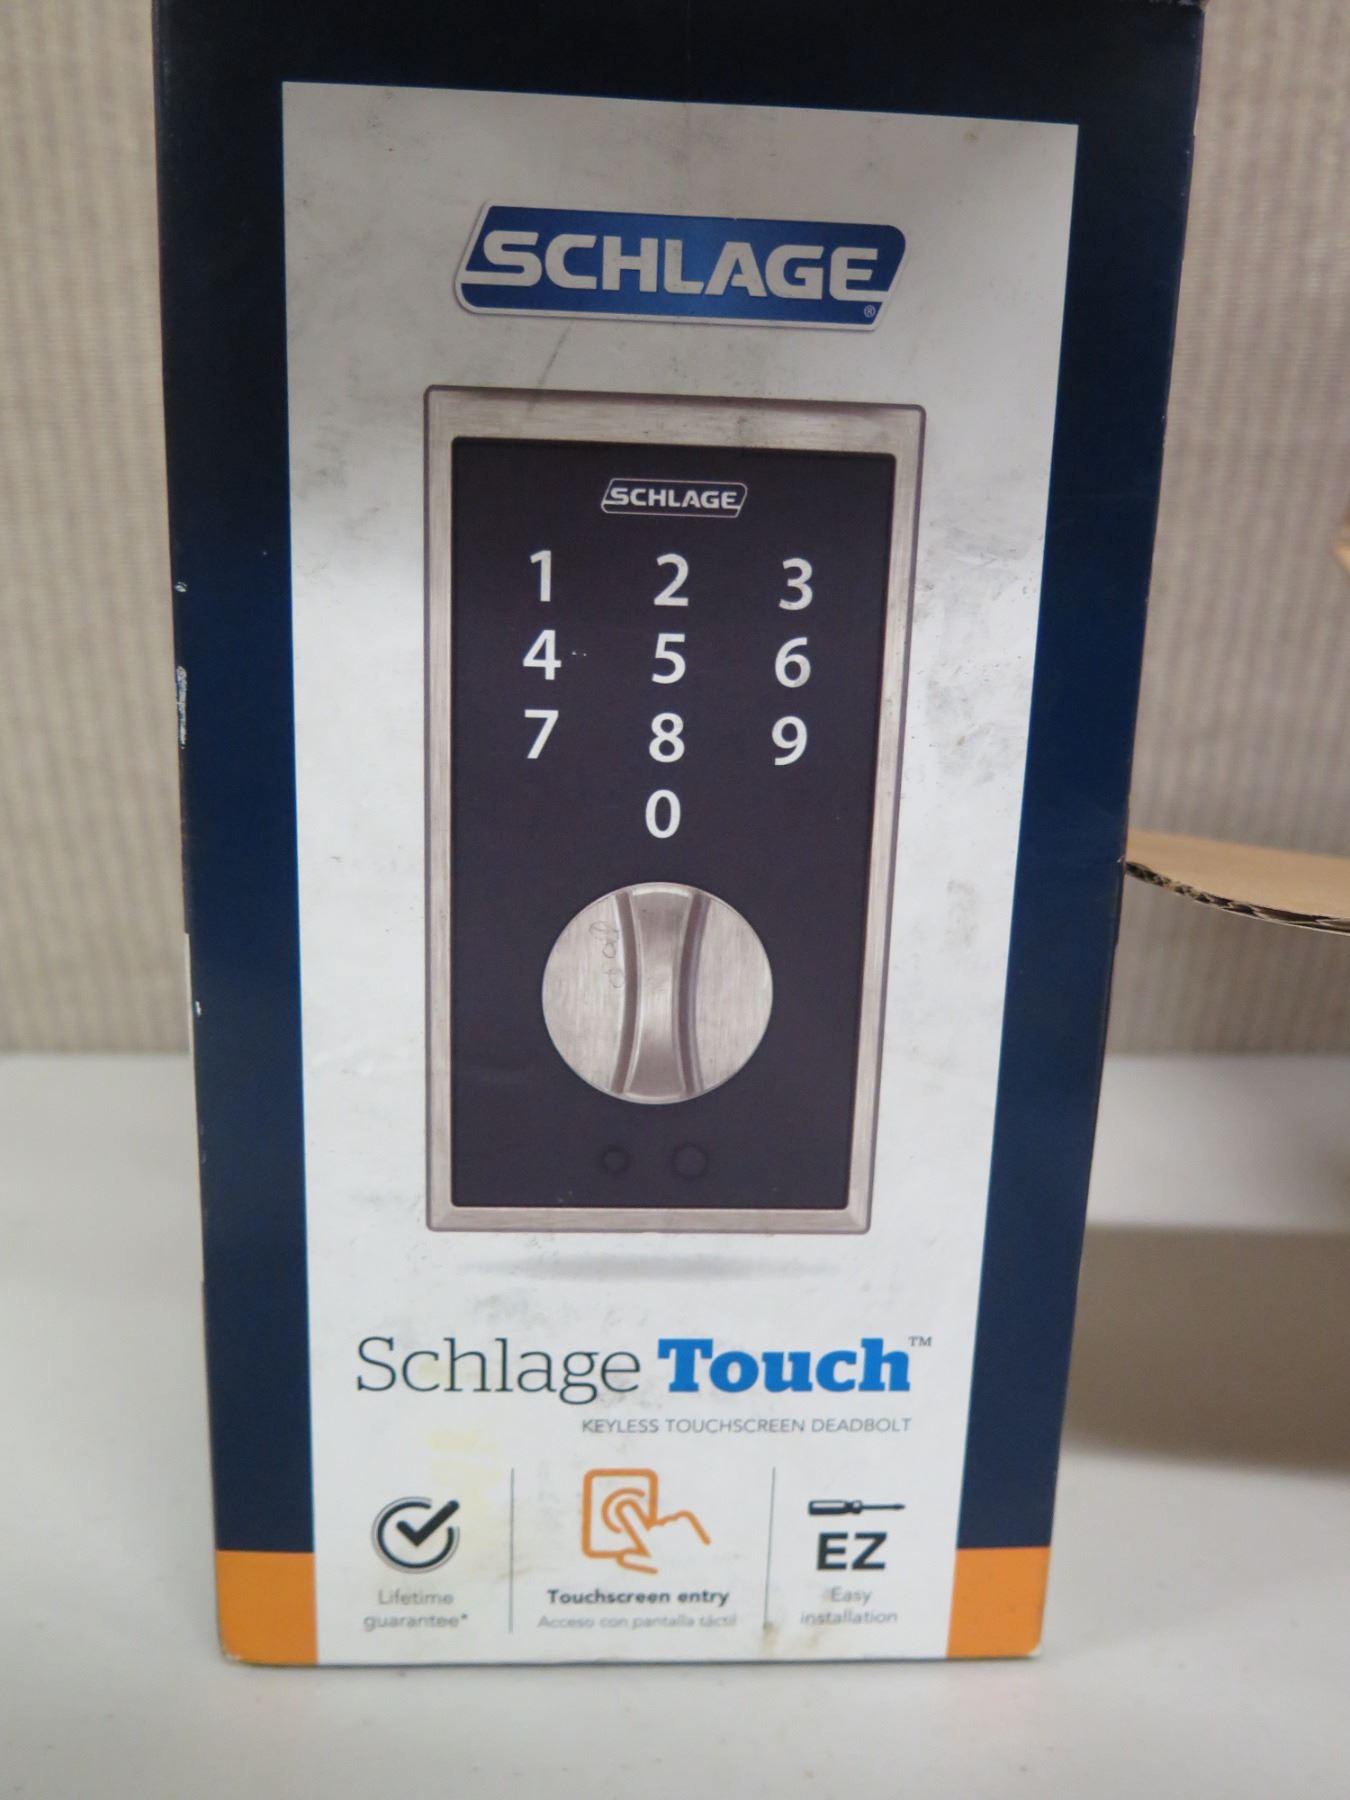 SCHLAGE®
SCHLAGE
1 2 3
4 5 6
7 8 9
0
Schlage Touch™
KEYLESS TOUCHSCREEN DEADBOLT
Lifetime
guarantee*
Touchscreen entry
Acceso con pantalla táctil
EZ
Easy
installation